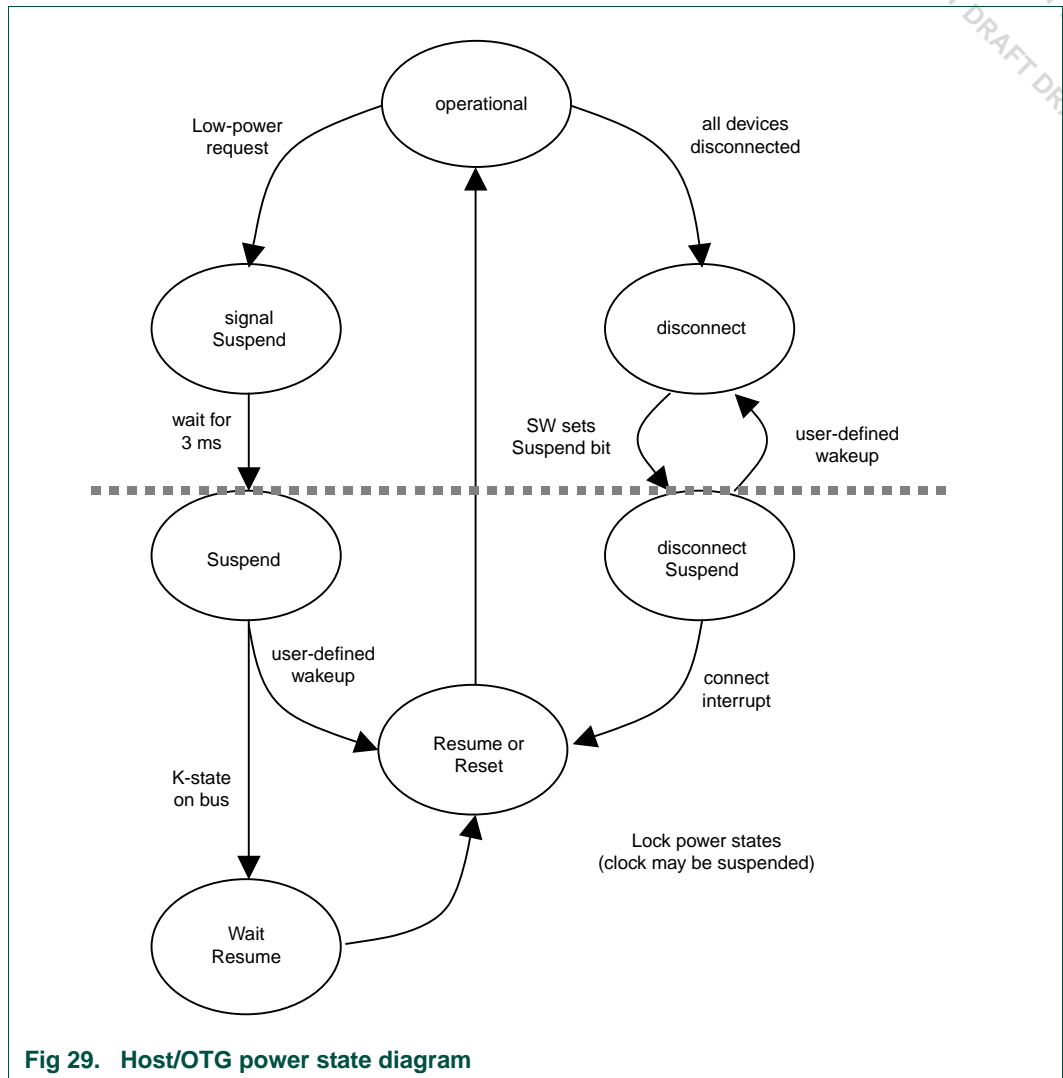 DRAFT DRA
operational
Low-power
request
all devices
disconnected
signal
Suspend
disconnect
wait for
3 ms
SW sets
Suspend bit
user-defined
wakeup
Suspend
disconnect
Suspend
user-defined
wakeup
connect
interrupt
Resume or
Reset
K-state
on bus
Lock power states
(clock may be suspended)
Wait
Resume
Fig 29. Host/OTG power state diagram